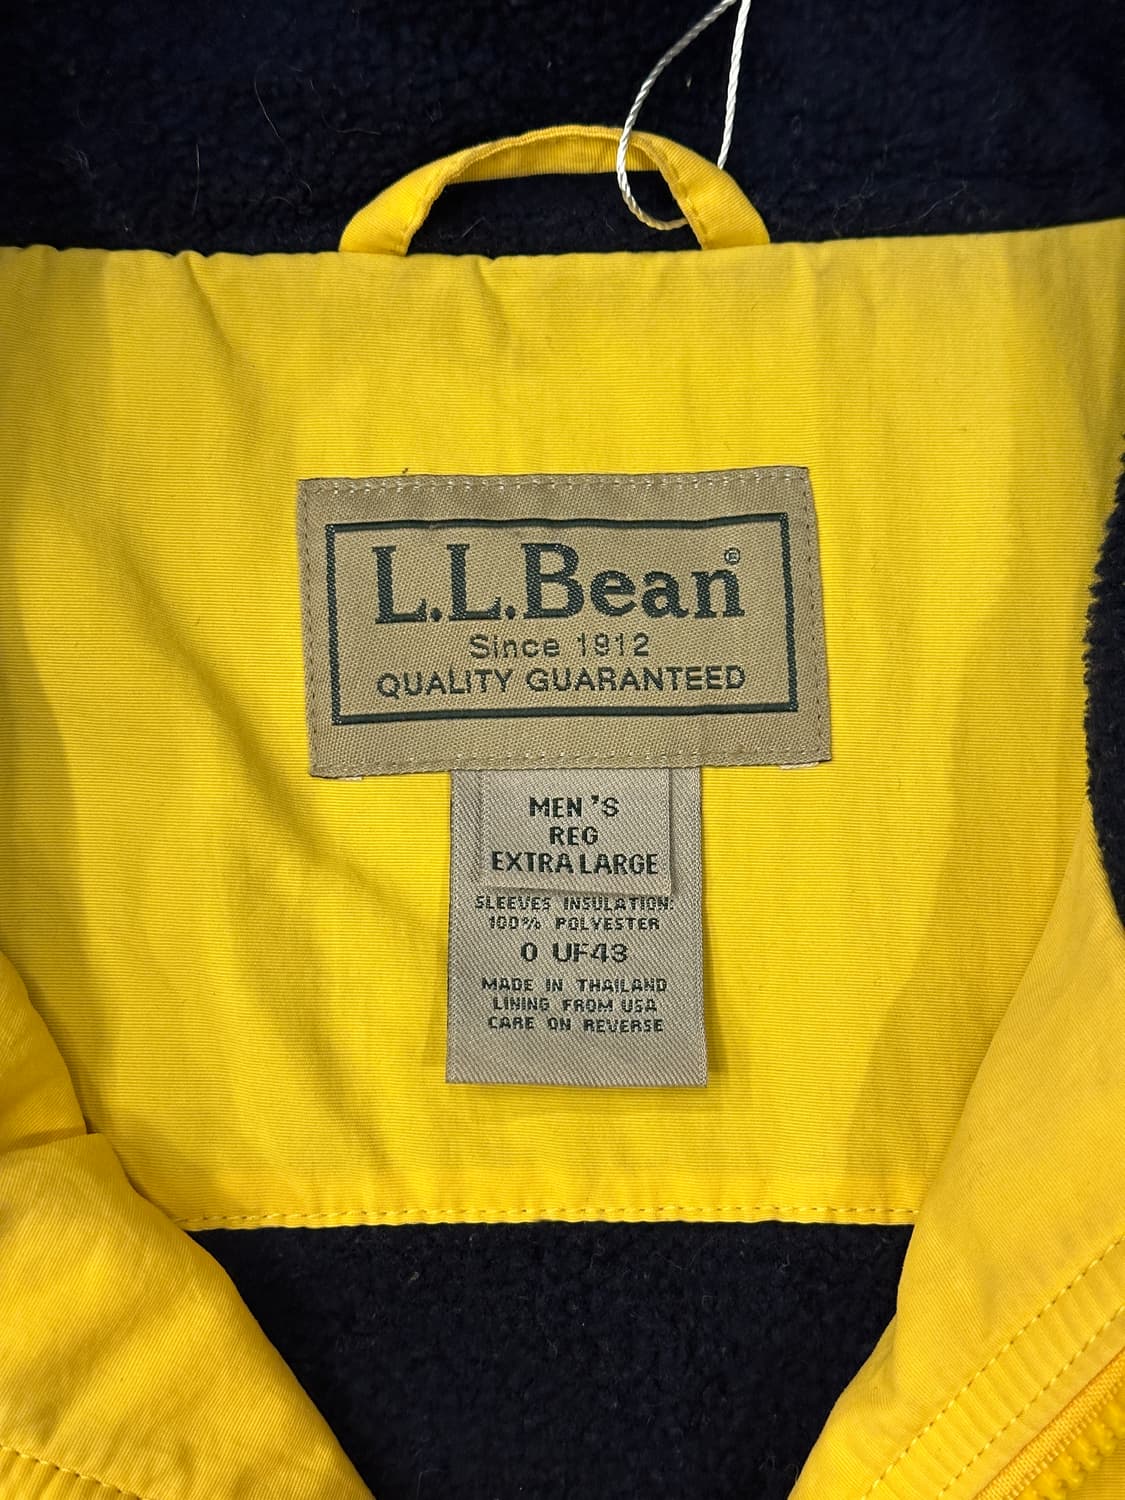 L.L.Bean®
Since 1912
QUALITY GUARANTEED
MEN'S
REG
EXTRA LARGE
SLEEVES INSULATION:
100% POLYESTER
0 UF43
MADE IN THAILAND
LINING FROM USA
CARE ON REVERSE